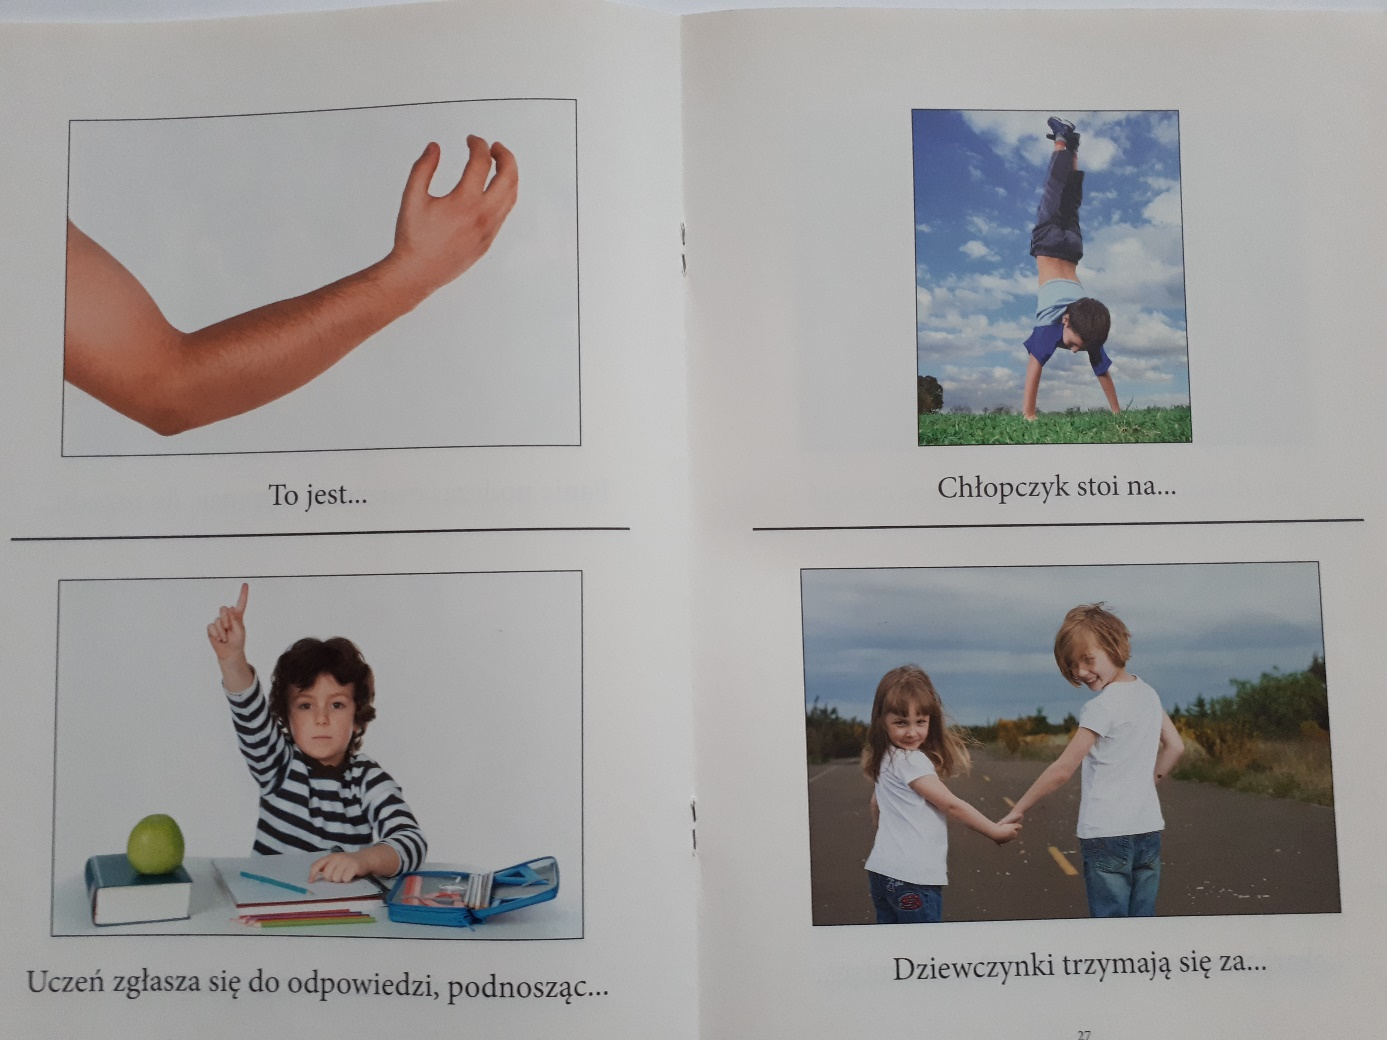 To jest...
Uczeń zgłasza się do odpowiedzi, podnosząc...
Chłopczyk stoi na...
Dziewczynki trzymają się za...
27